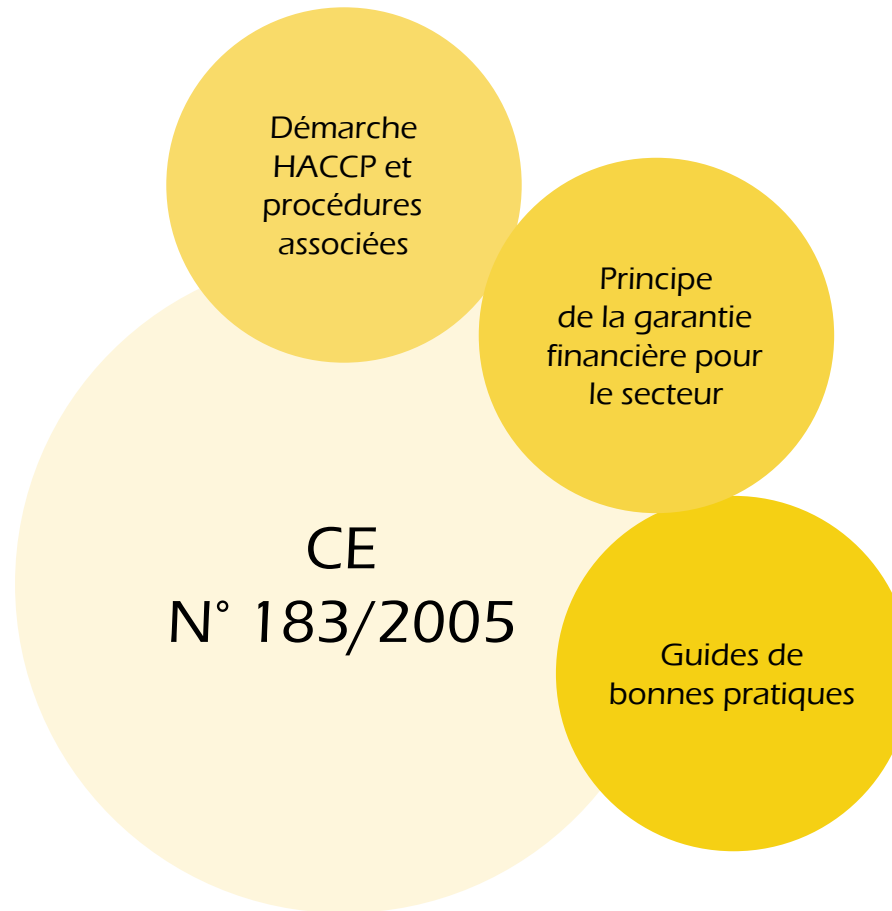 Démarche
HACCP et
procédures
associées
Principe
de la garantie
financière pour
le secteur
CE
N° 183/2005
Guides de
bonnes pratiques